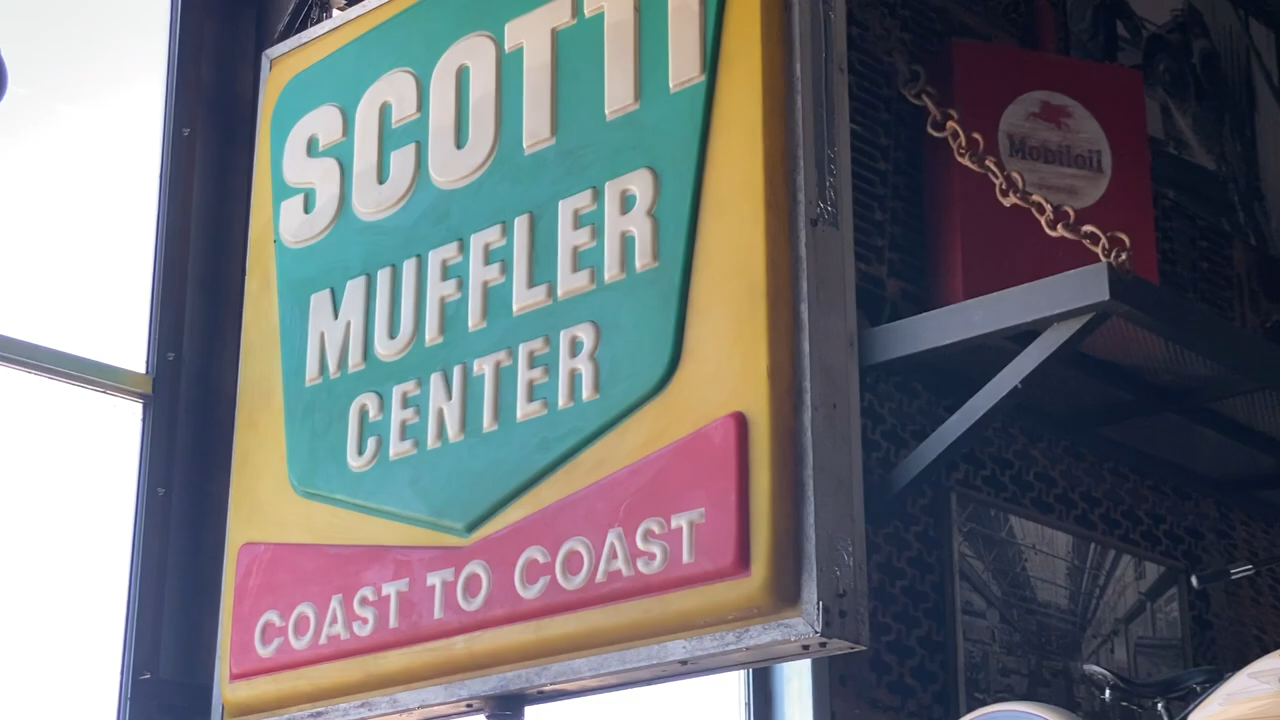 SCOTTI
MUFFLER
CENTER
COAST TO COAST
Mobiloil